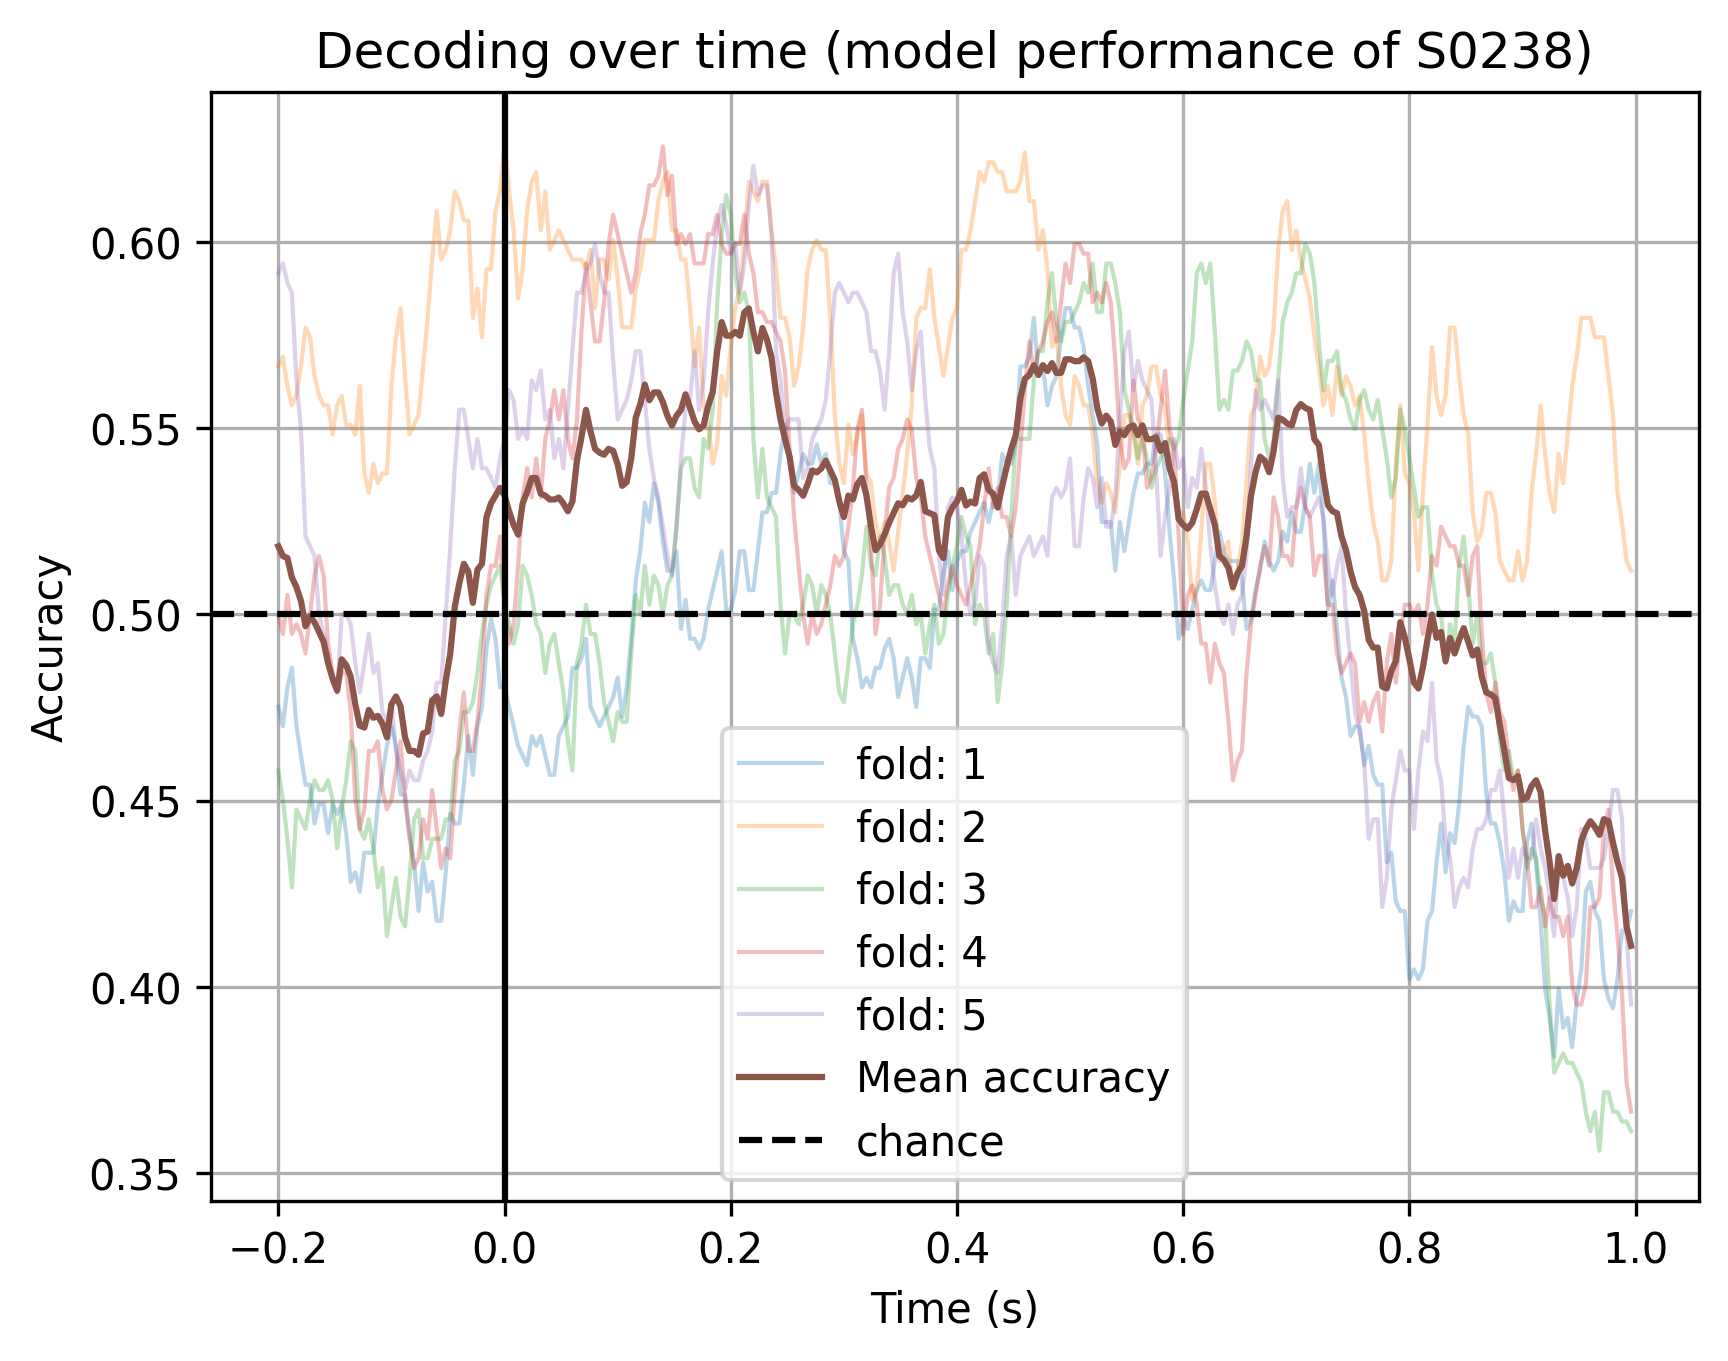 Decoding over time (model performance of S0238)
Accuracy
0.60
0.55
0.50
0.45
0.40
0.35
fold: 1
fold: 2
fold: 3
fold: 4
fold: 5
Mean accuracy
chance
−0.2 0.0 0.2 0.4 0.6 0.8 1.0
Time (s)